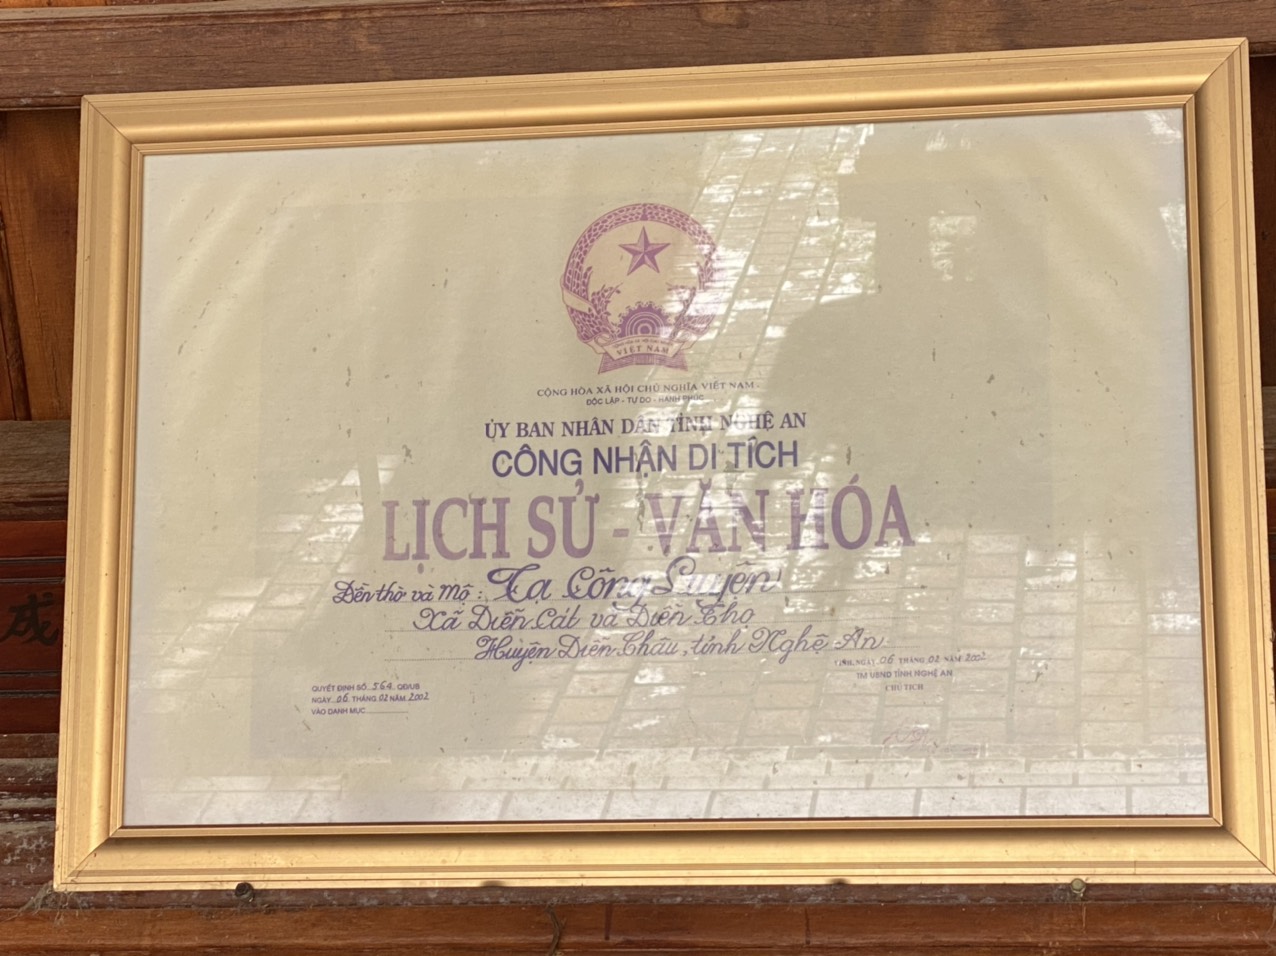 VIỆT NAM
CỘNG HÒA XÃ HỘI CHỦ NGHĨA VIỆT NAM
ĐỘC LẬP - TỰ DO - HẠNH PHÚC
ỦY BAN NHÂN DÂN TỈNH NGHỆ AN
CÔNG NHẬN DI TÍCH
LỊCH SỬ - VĂN HÓA
Đền thờ và mộ: Tạ Công Luyện
Xã Diễn Cát và Diễn Thọ
Huyện Diễn Châu, tỉnh Nghệ An
QUYẾT ĐỊNH SỐ 564 QĐ/UB
NGÀY 06 THÁNG 02 NĂM 2002
VÀO DANH MỤC
VINH, NGÀY 06 THÁNG 02 NĂM 2002
TM UBND TỈNH NGHỆ AN
CHỦ TỊCH